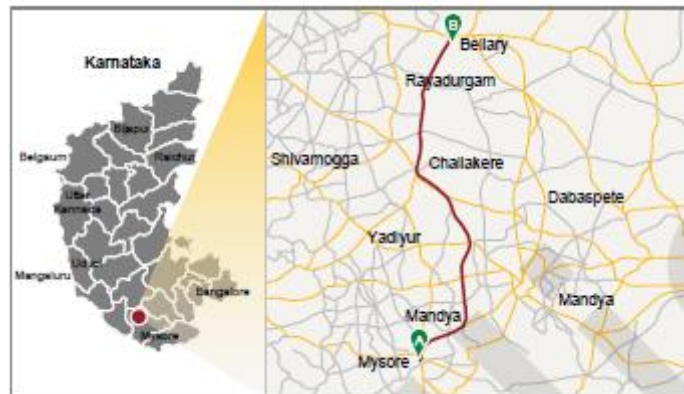 Karnataka
Bijapur
Belgaum
Raichur
Uttar
Kannada
Udupi
Mangaluru
Bangalore
Mysore
B
Bellary
Rayadurgam
Shivamogga
Challakere
Dabaspete
Yadiyur
Mandya
Mandya
A
Mysore